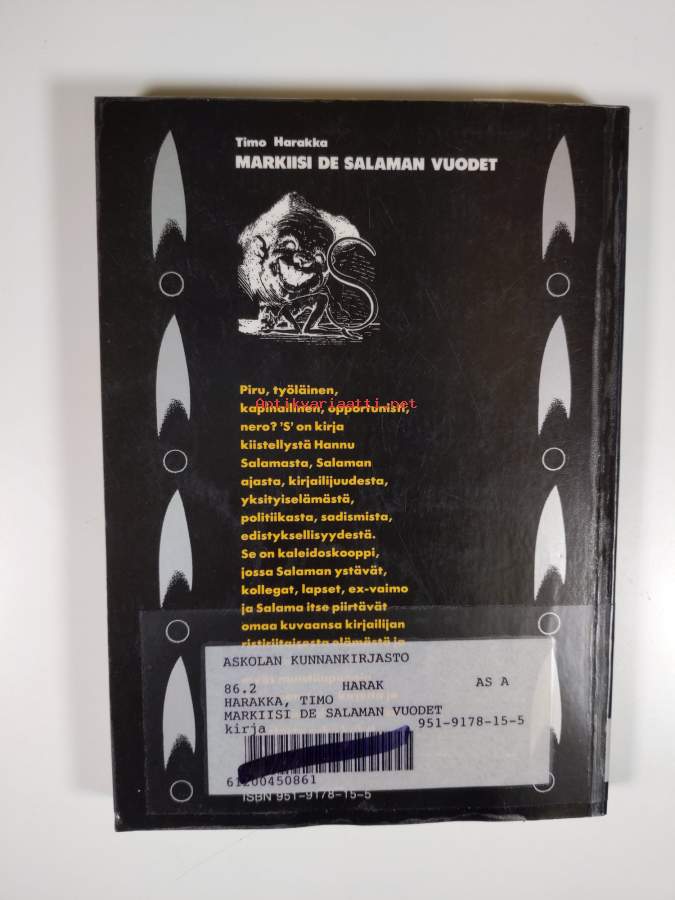 Timo Harakka
MARKIISI DE SALAMAN VUODET
S
Piru, työläinen,
kapinallinen, opportunisti,
Antikvariaatti.net
nero? 'S' on kirja
kiistellystä Hannu
Salamasta, Salaman
ajasta, kirjailijuudesta,
yksityiselämästä,
politiikasta, sadismista,
edistyksellisyydestä.
Se on kaleidoskooppi,
jossa Salaman ystävät,
kollegat, lapset, ex-vaimo
ja Salama itse piirtävät
omaa kuvaansa kirjailijan
ristiriitaisesta elämästä ja
ASKOLAN KUNNANKIRJASTO
86.2 HARAK AS A
HARAKKA, TIMO
MARKIISI DE SALAMAN VUODET
kirja 951-9178-15-5
61200450861
ISBN 951-9178-15-5